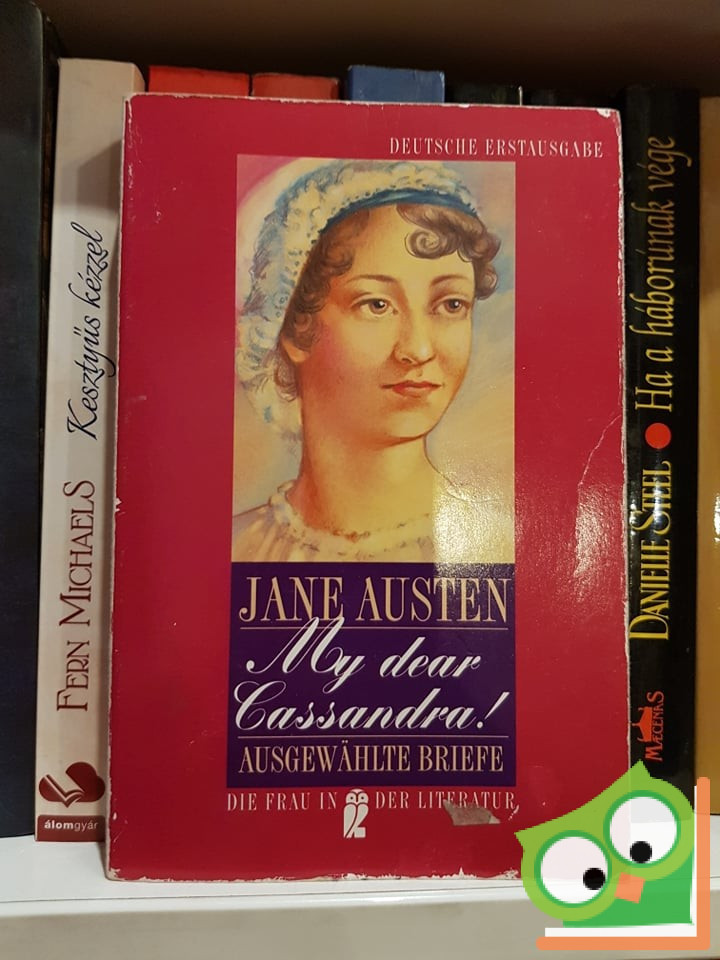 DEUTSCHE ERSTAUSGABE
JANE AUSTEN
My dear
Cassandra!
AUSGEWÄHLTE BRIEFE
DIE FRAU IN DER LITERATUR
FERN MICHAELS Kesztyűs kézzel
álomgyár
DANIELLE STEEL Ha a háborúnak vége
MÆCENAS